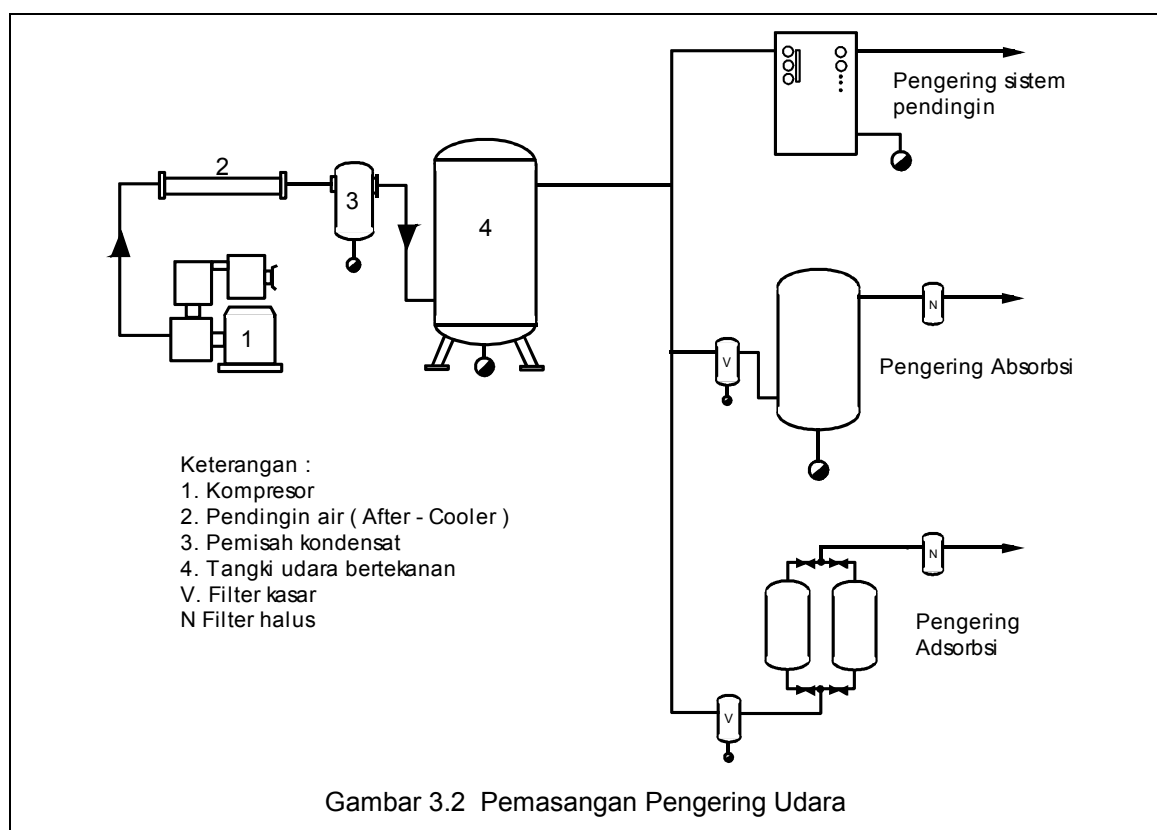 Pengering sistem
pendingin
2
3
4
1
N
V
Pengering Absorbsi
Keterangan :
1. Kompresor
2. Pendingin air ( After - Cooler )
3. Pemisah kondensat
4. Tangki udara bertekanan
V. Filter kasar
N Filter halus
N
Pengering
Adsorbsi
V
Gambar 3.2 Pemasangan Pengering Udara